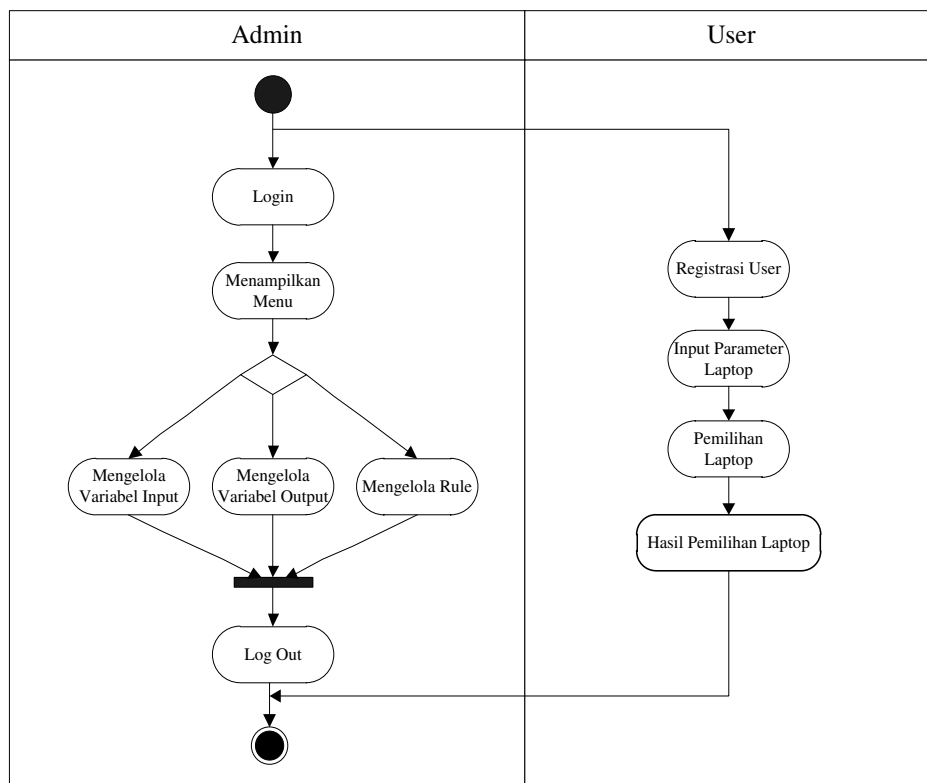 Admin
User
Login
Menampilkan
Menu
Mengelola
Variabel Input
Mengelola
Variabel Output
Mengelola Rule
Log Out
Registrasi User
Input Parameter
Laptop
Pemilihan
Laptop
Hasil Pemilihan Laptop